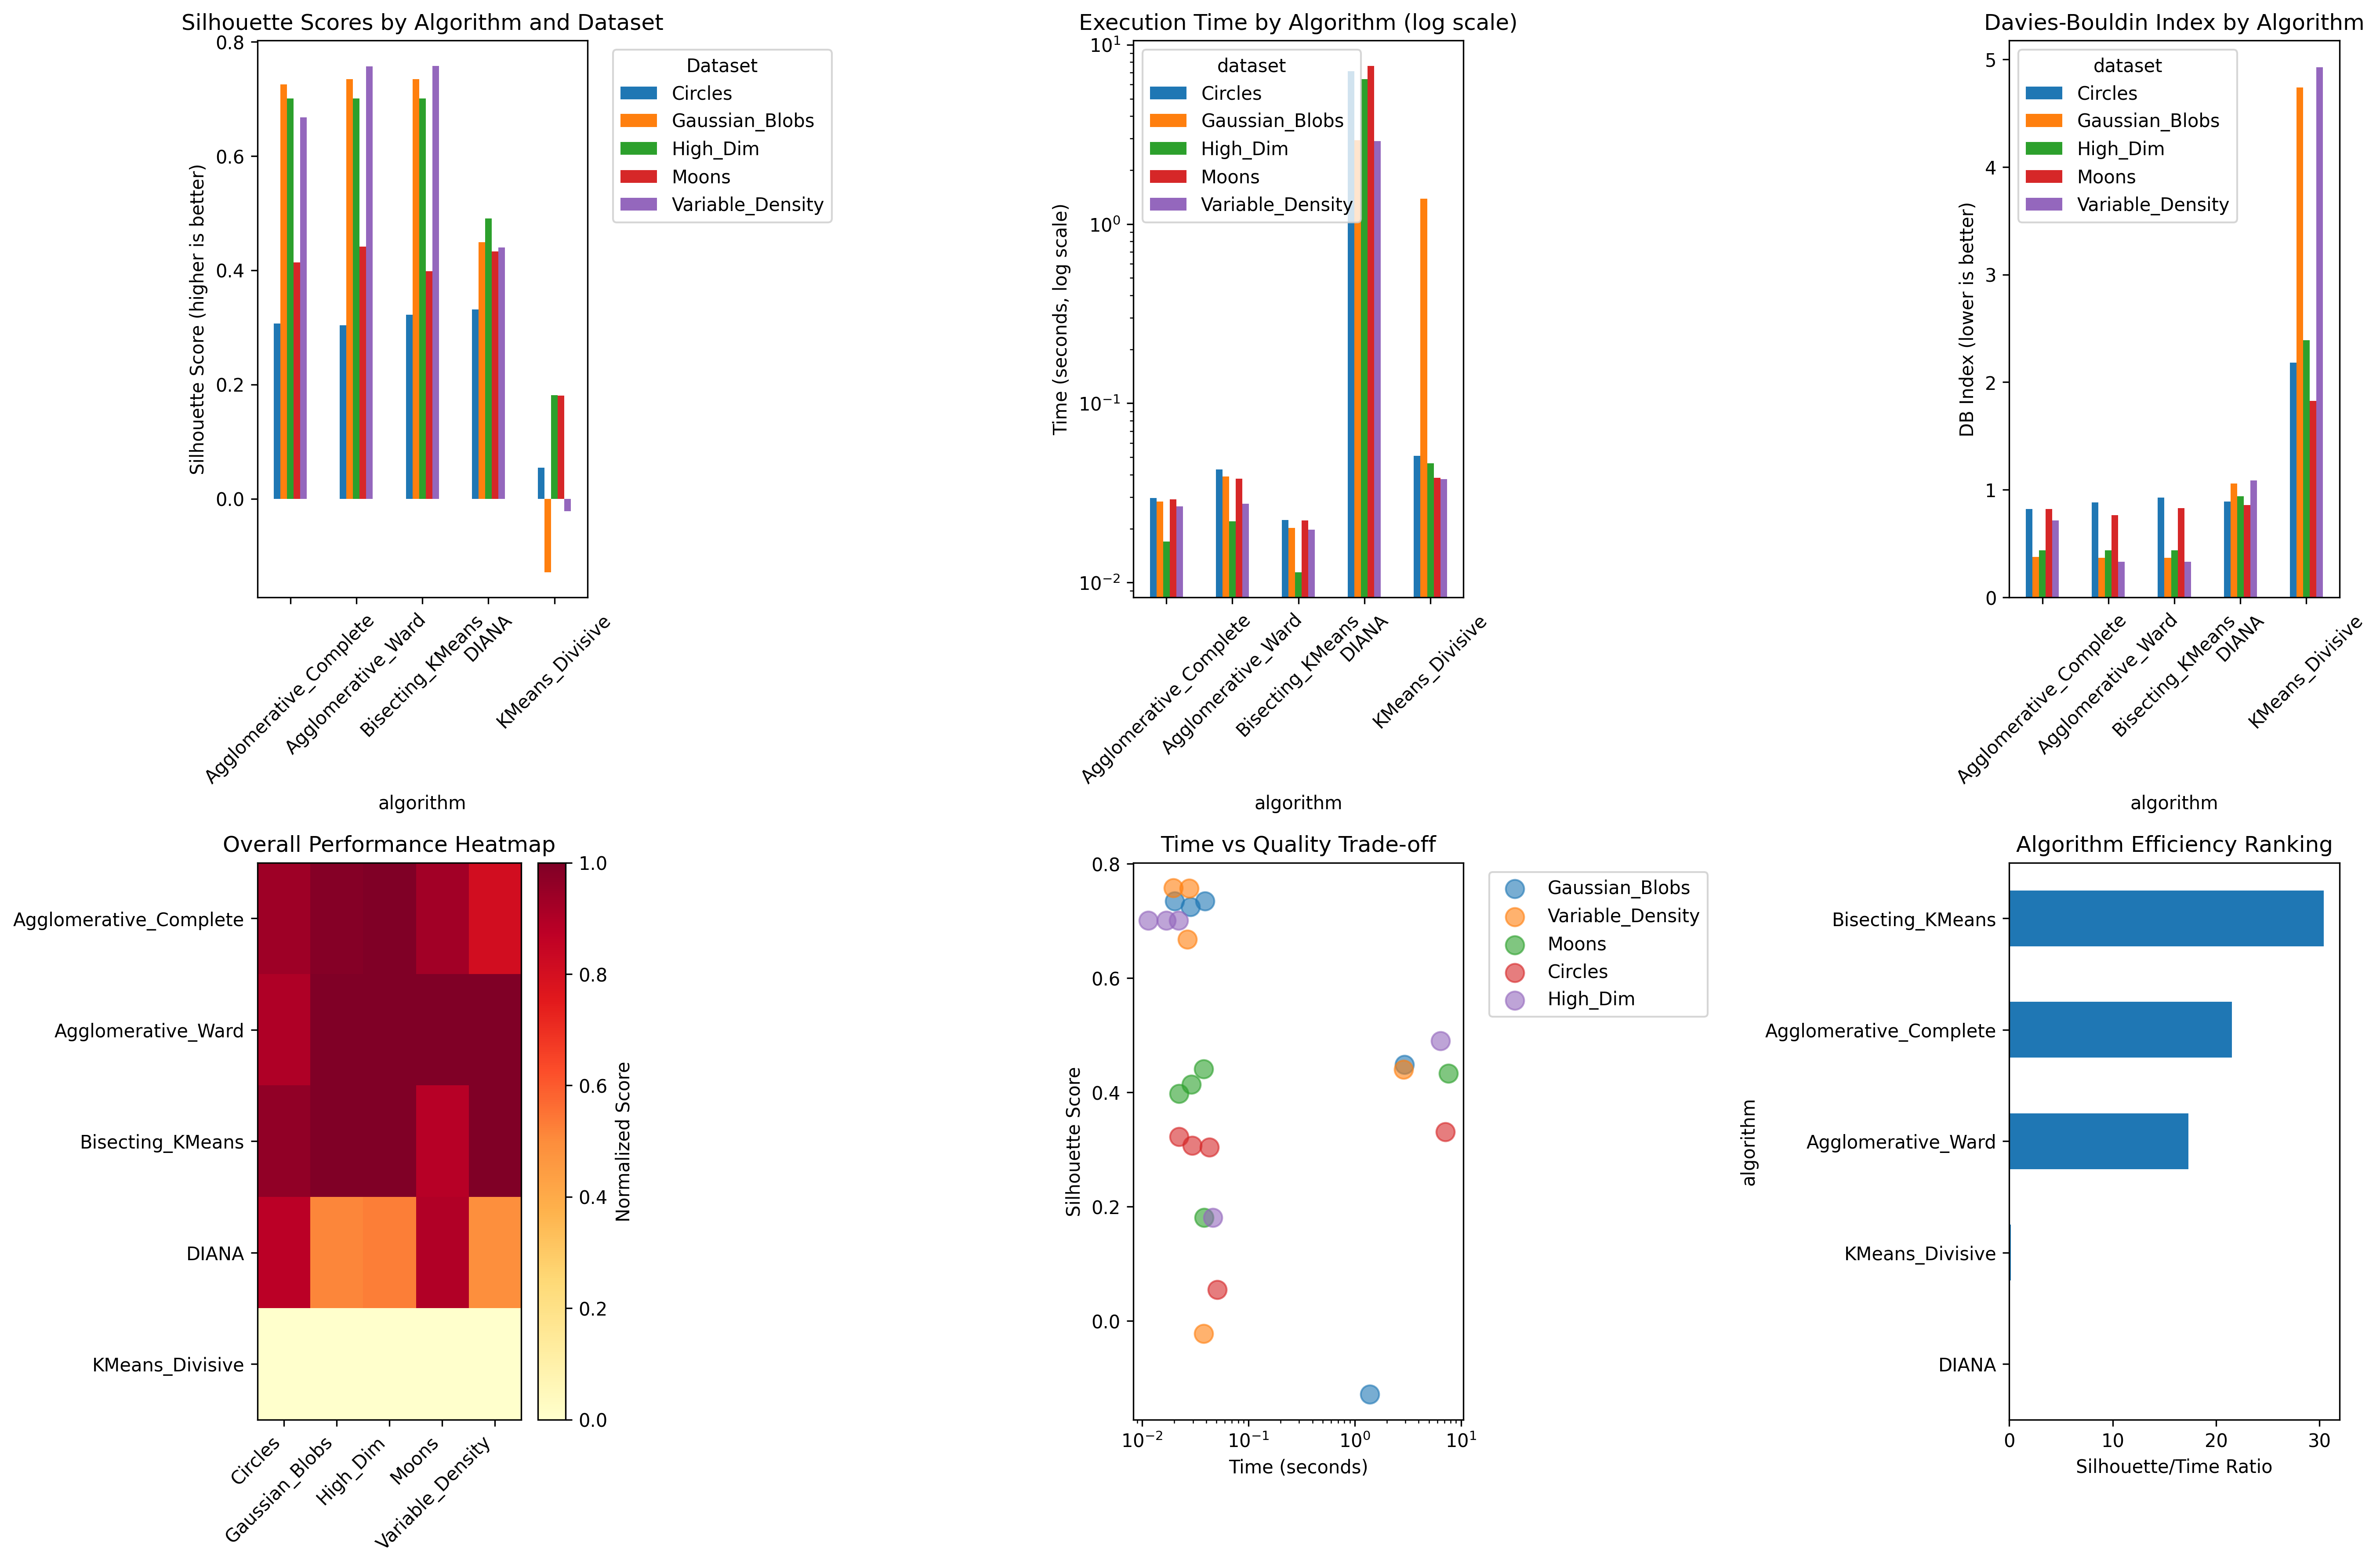 Silhouette Scores by Algorithm and Dataset
Silhouette Score (higher is better)
0.8
0.6
0.4
0.2
0.0
Dataset
Circles
Gaussian_Blobs
High_Dim
Moons
Variable_Density
Agglomerative_Complete
Agglomerative_Ward
Bisecting_KMeans
DIANA
KMeans_Divisive
algorithm
Execution Time by Algorithm (log scale)
Time (seconds, log scale)
10¹
10⁰
10⁻¹
10⁻²
dataset
Circles
Gaussian_Blobs
High_Dim
Moons
Variable_Density
Agglomerative_Complete
Agglomerative_Ward
Bisecting_KMeans
DIANA
KMeans_Divisive
algorithm
Davies-Bouldin Index by Algorithm
DB Index (lower is better)
5
4
3
2
1
0
dataset
Circles
Gaussian_Blobs
High_Dim
Moons
Variable_Density
Agglomerative_Complete
Agglomerative_Ward
Bisecting_KMeans
DIANA
KMeans_Divisive
algorithm
Overall Performance Heatmap
Agglomerative_Complete
Agglomerative_Ward
Bisecting_KMeans
DIANA
KMeans_Divisive
Circles
Gaussian_Blobs
High_Dim
Moons
Variable_Density
1.0
0.8
0.6
0.4
0.2
0.0
Normalized Score
Time vs Quality Trade-off
Silhouette Score
0.8
0.6
0.4
0.2
0.0
10⁻²
10⁻¹
10⁰
10¹
Time (seconds)
Gaussian_Blobs
Variable_Density
Moons
Circles
High_Dim
Algorithm Efficiency Ranking
algorithm
Bisecting_KMeans
Agglomerative_Complete
Agglomerative_Ward
KMeans_Divisive
DIANA
0
10
20
30
Silhouette/Time Ratio